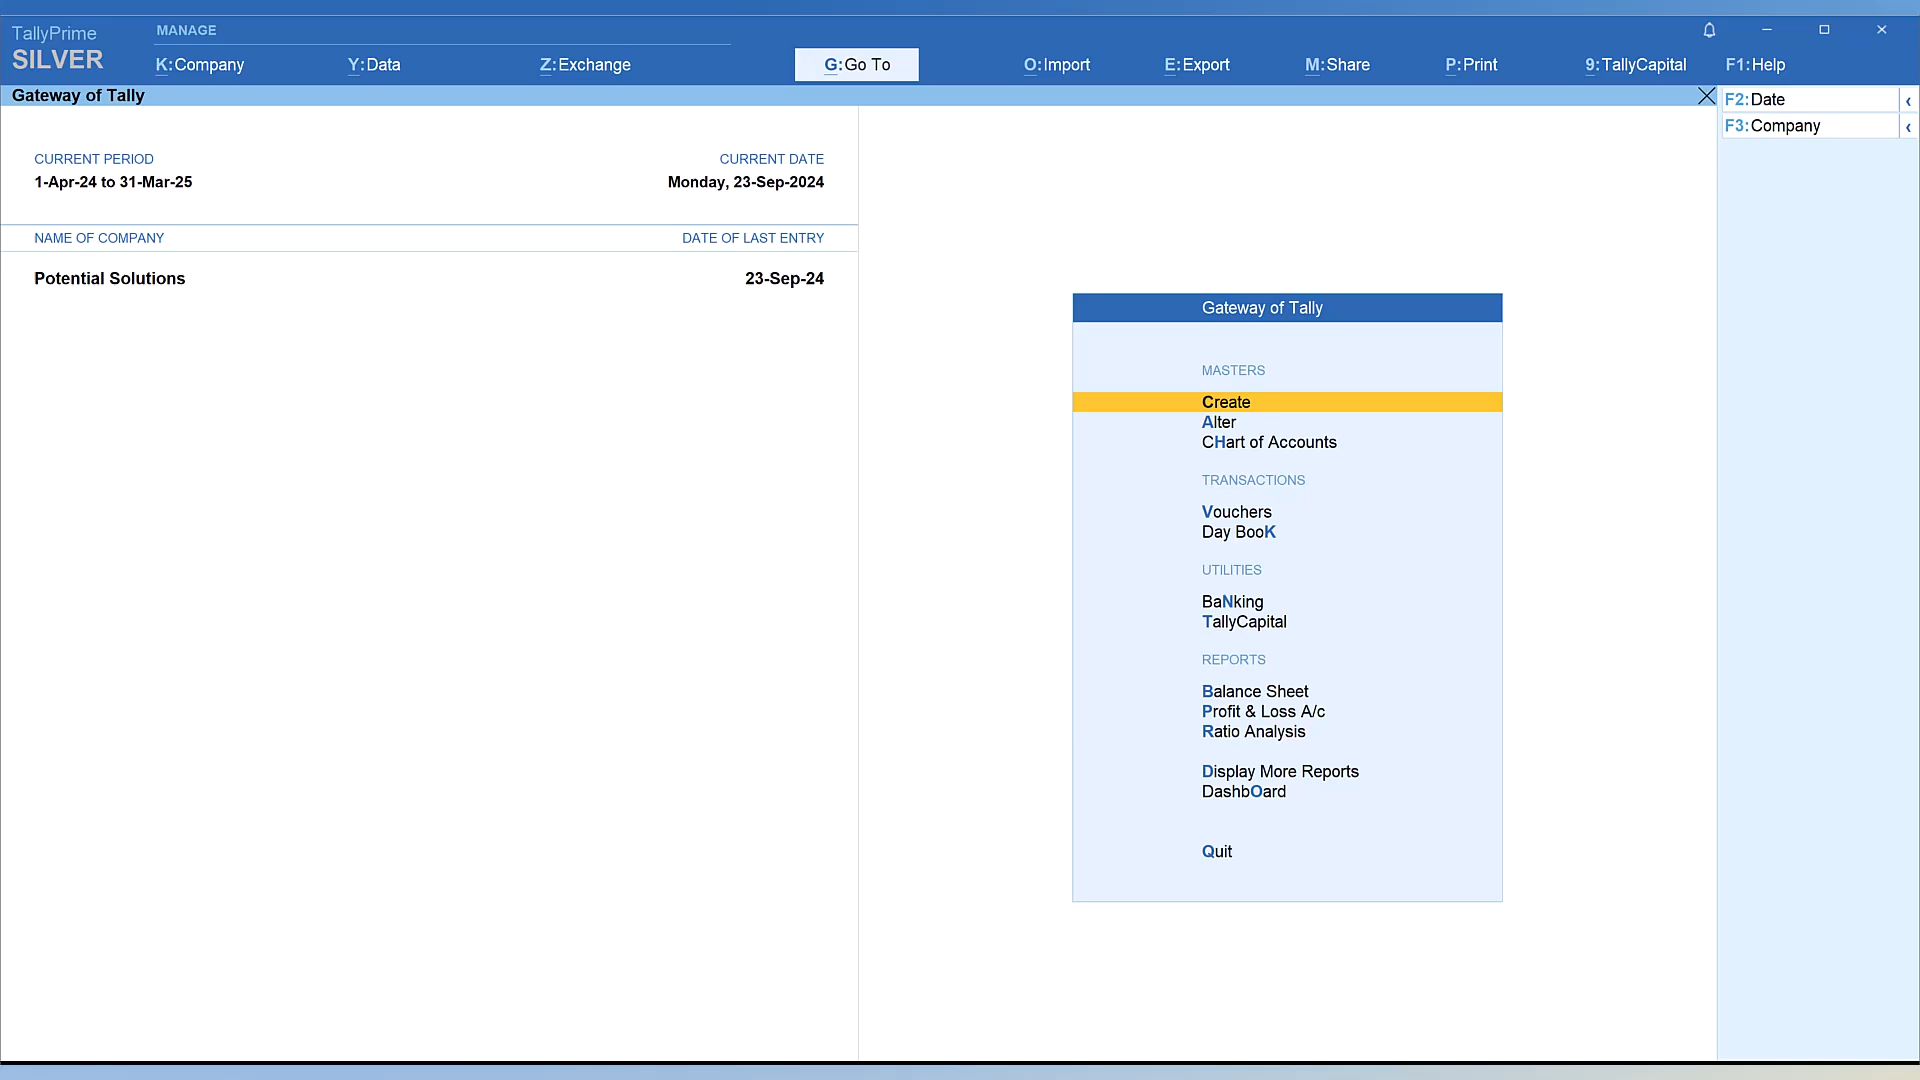 TallyPrime
SILVER
MANAGE
K:Company
Y:Data
Z:Exchange
G:Go To
O:Import
E:Export
M:Share
P:Print
9:TallyCapital
F1:Help
Gateway of Tally
F2:Date
F3:Company
CURRENT PERIOD
CURRENT DATE
1-Apr-24 to 31-Mar-25
Monday, 23-Sep-2024
NAME OF COMPANY
DATE OF LAST ENTRY
Potential Solutions
23-Sep-24
Gateway of Tally
MASTERS
Create
Alter
CHart of Accounts
TRANSACTIONS
Vouchers
Day BooK
UTILITIES
BaNking
TallyCapital
REPORTS
Balance Sheet
Profit & Loss A/c
Ratio Analysis
Display More Reports
DashbOard
Quit